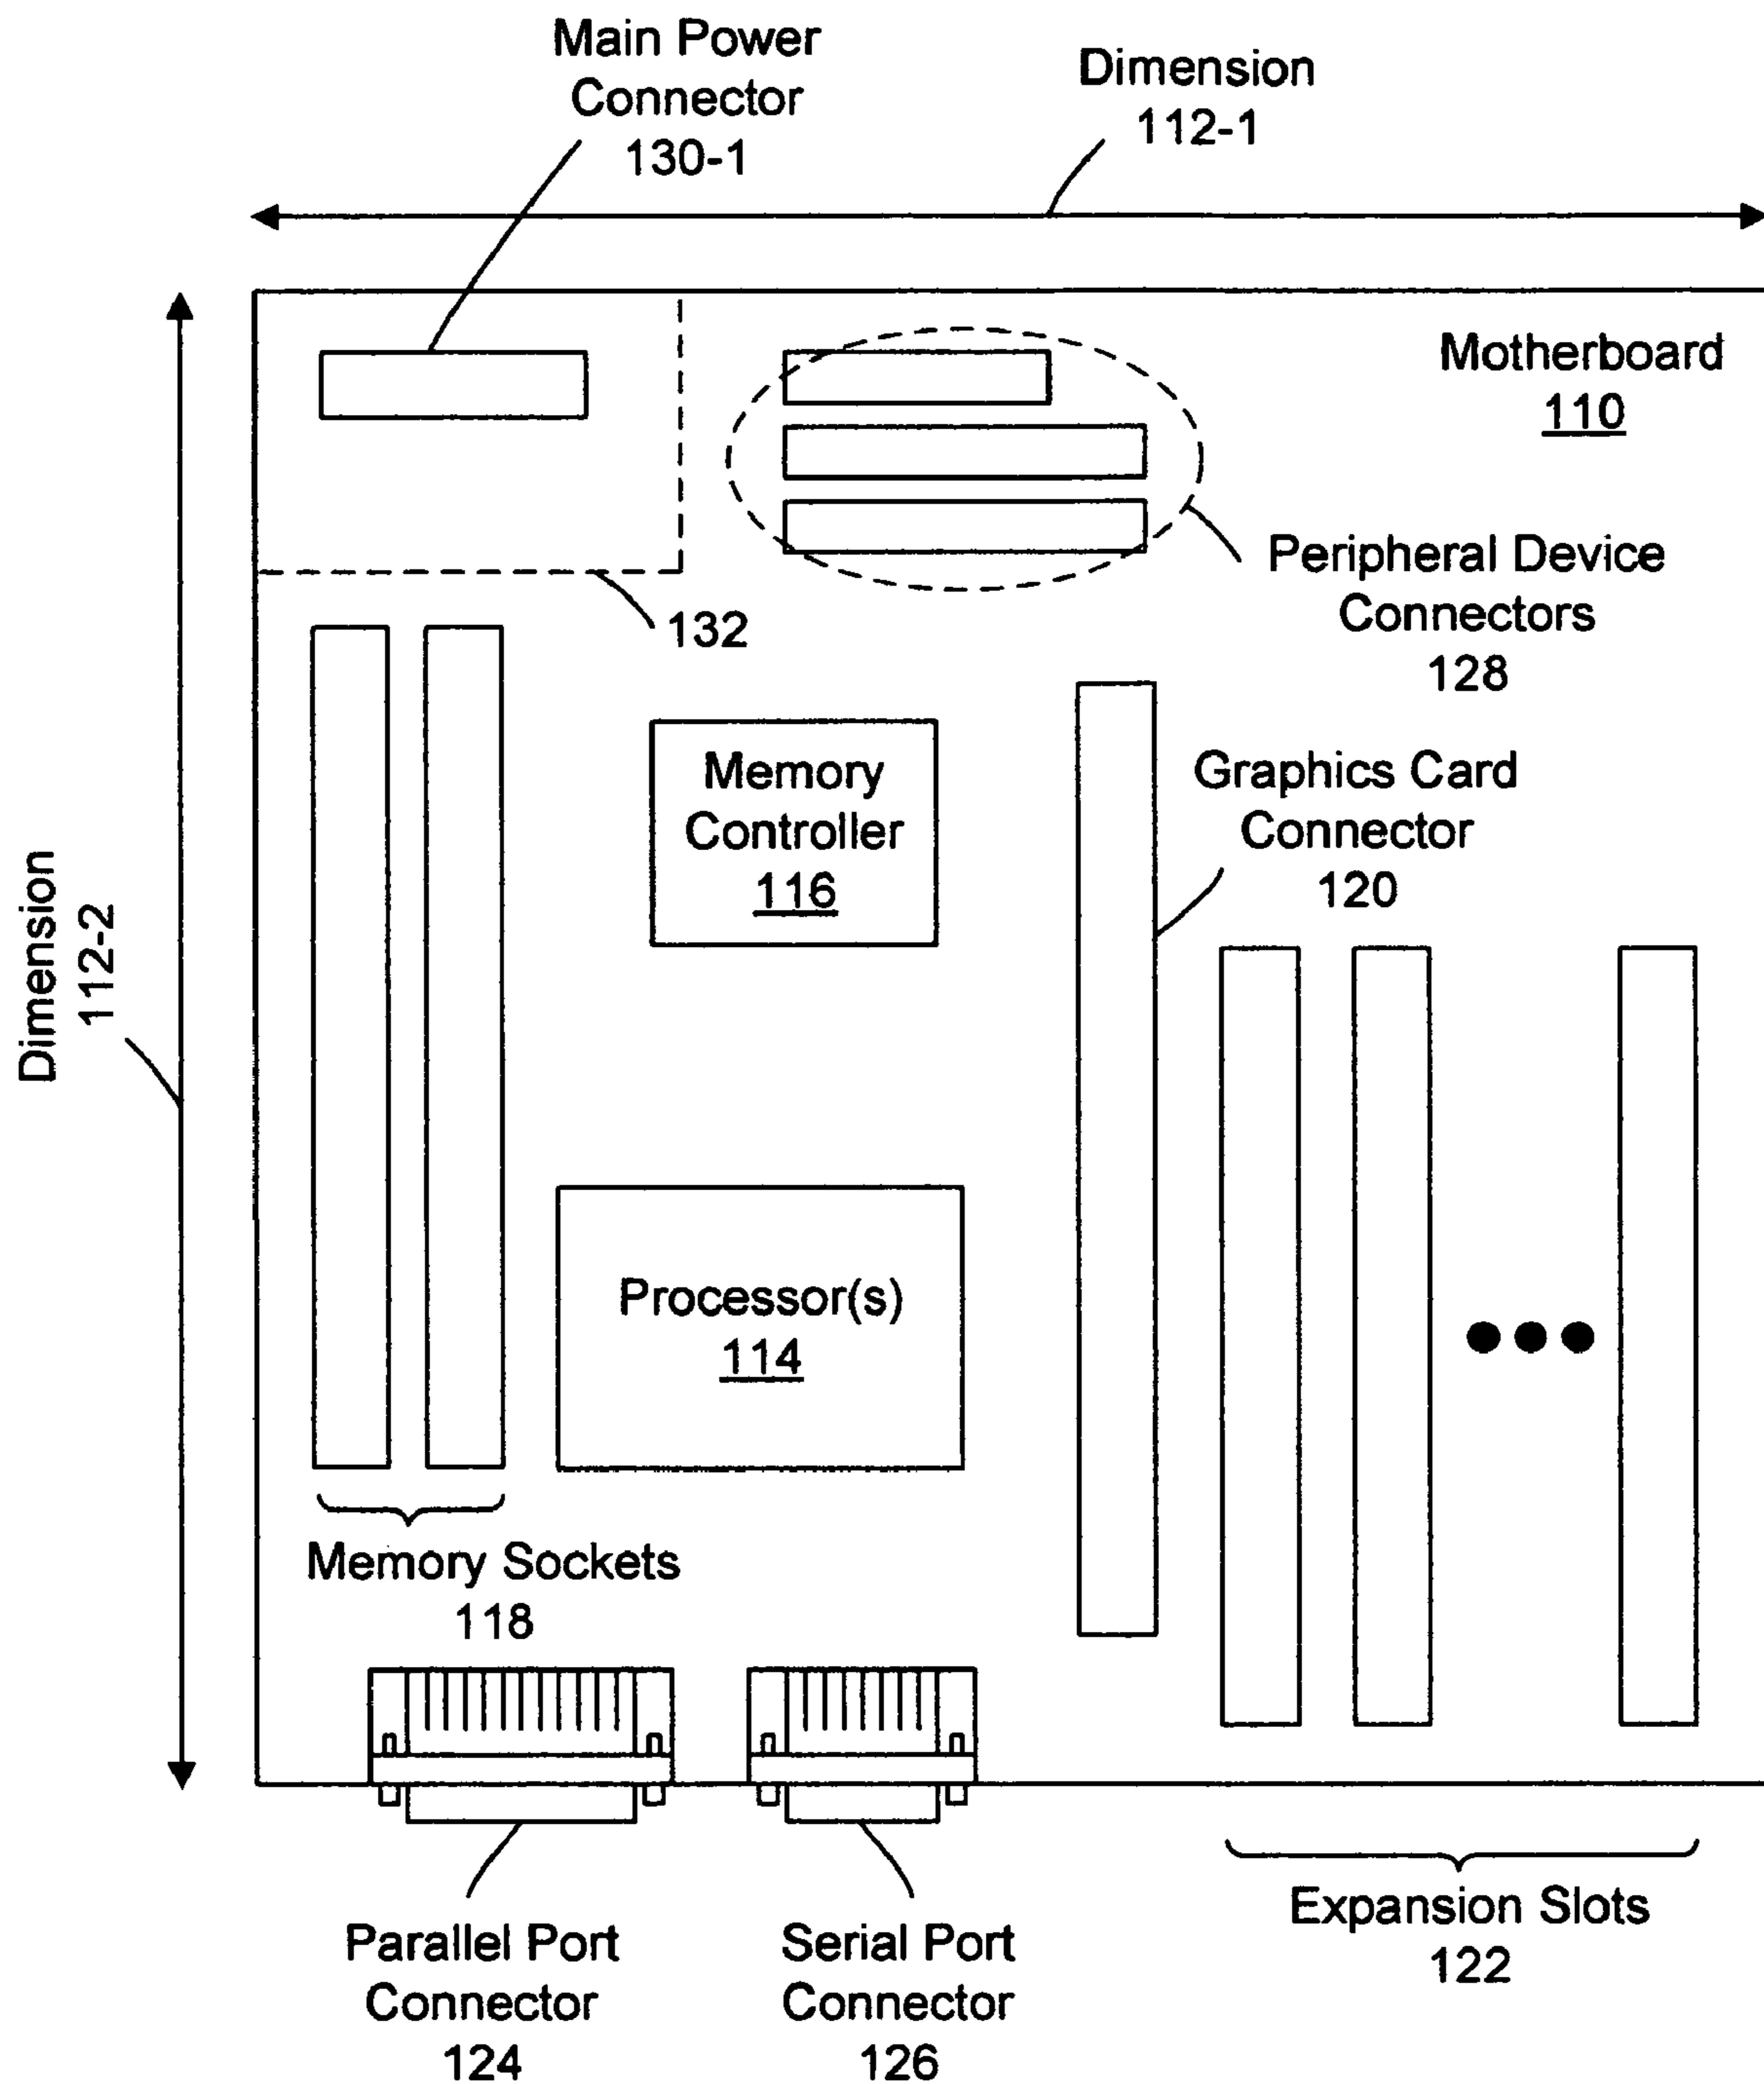 Main Power
Connector
130-1
Dimension
112-1
Motherboard
110
Peripheral Device
Connectors
128
132
Memory
Controller
116
Graphics Card
Connector
120
Dimension
112-2
Processor(s)
114
Memory Sockets
118
Expansion Slots
122
Parallel Port
Connector
124
Serial Port
Connector
126